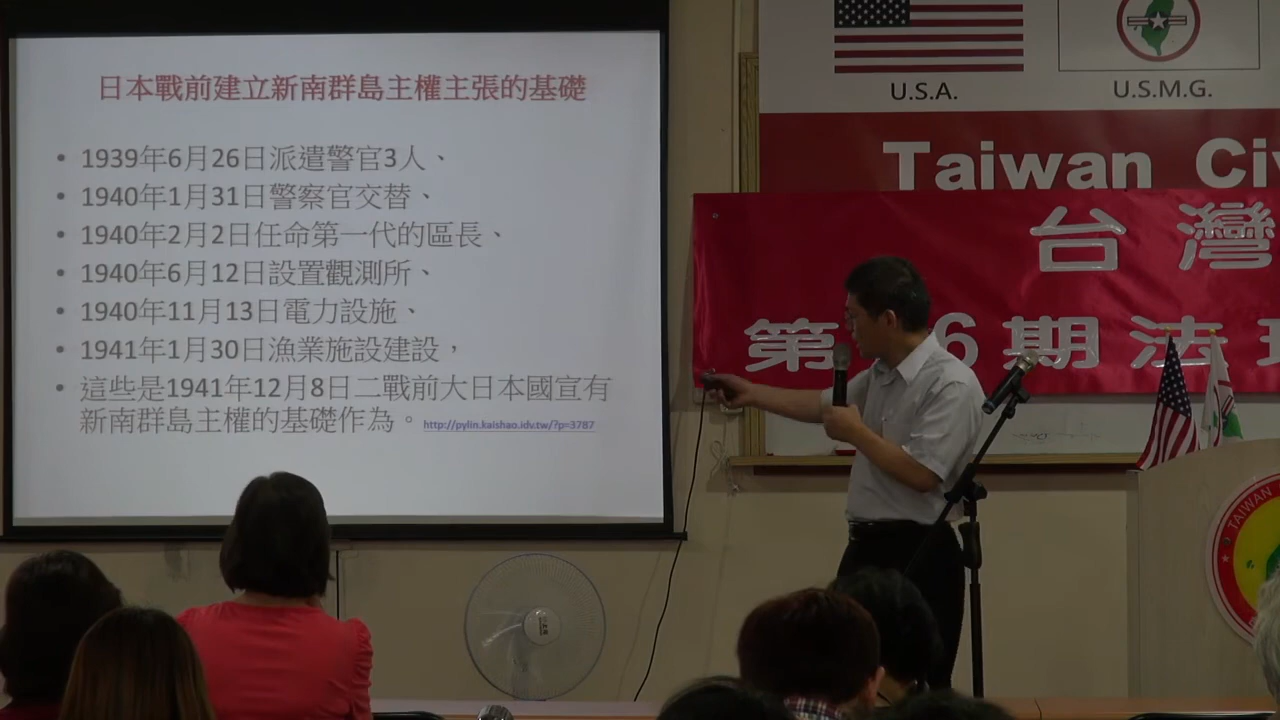 日本戰前建立新南群島主權主張的基礎
• 1939年6月26日派遣警官3人、
• 1940年1月31日警察官交替、
• 1940年2月2日任命第一代的區長、
• 1940年6月12日設置觀測所、
• 1940年11月13日電力設施、
• 1941年1月30日漁業施設建設，
• 這些是1941年12月8日二戰前大日本國宣有
新南群島主權的基礎作為。http://pylin.kaishao.idv.tw/?p=3787
U.S.A.
U.S.M.G.
Taiwan Ci
台灣
第 6期法
TAIWAN